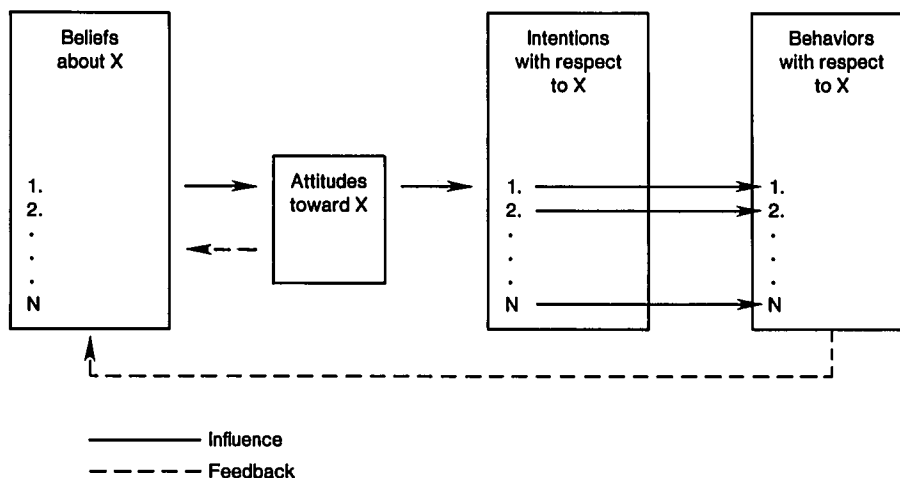 Beliefs
about X
1.
2.
.
.
.
N
Attitudes
toward X
Intentions
with respect
to X
1.
2.
.
.
.
N
Behaviors
with respect
to X
1.
2.
.
.
.
N
Influence
Feedback